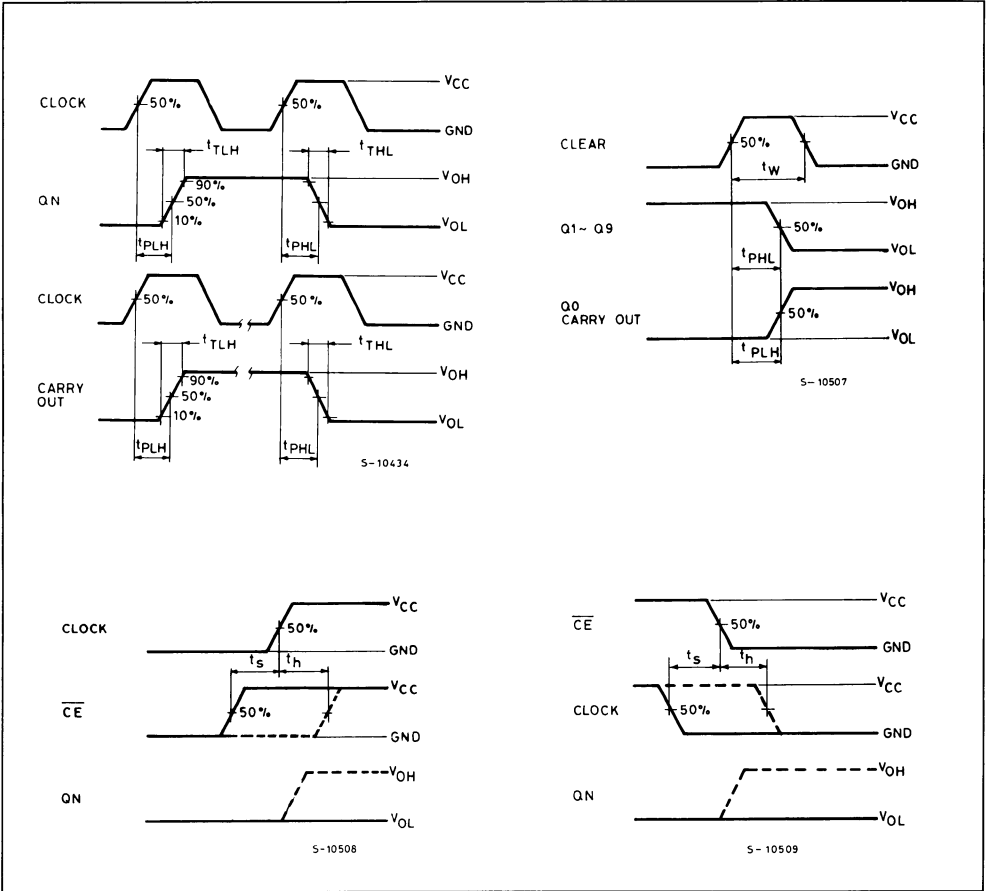 VCC
CLOCK
50%
50%
GND
tTLH
tTHL
VOH
90%
QN
50%
10%
VOL
tPLH
tPHL
VCC
CLOCK
50%
50%
GND
tTLH
tTHL
VOH
90%
CARRY
OUT
50%
10%
VOL
tPLH
tPHL
S-10434
VCC
CLEAR
50%
tW
GND
VOH
Q1~ Q9
50%
VOL
tPHL
VOH
Q0
CARRY OUT
50%
VOL
tPLH
S-10507
VCC
CLOCK
50%
GND
ts
th
VCC
CE
50%
GND
VOH
QN
VOL
S-10508
VCC
CE
50%
GND
ts
th
VCC
CLOCK
50%
GND
VOH
QN
VOL
S-10509